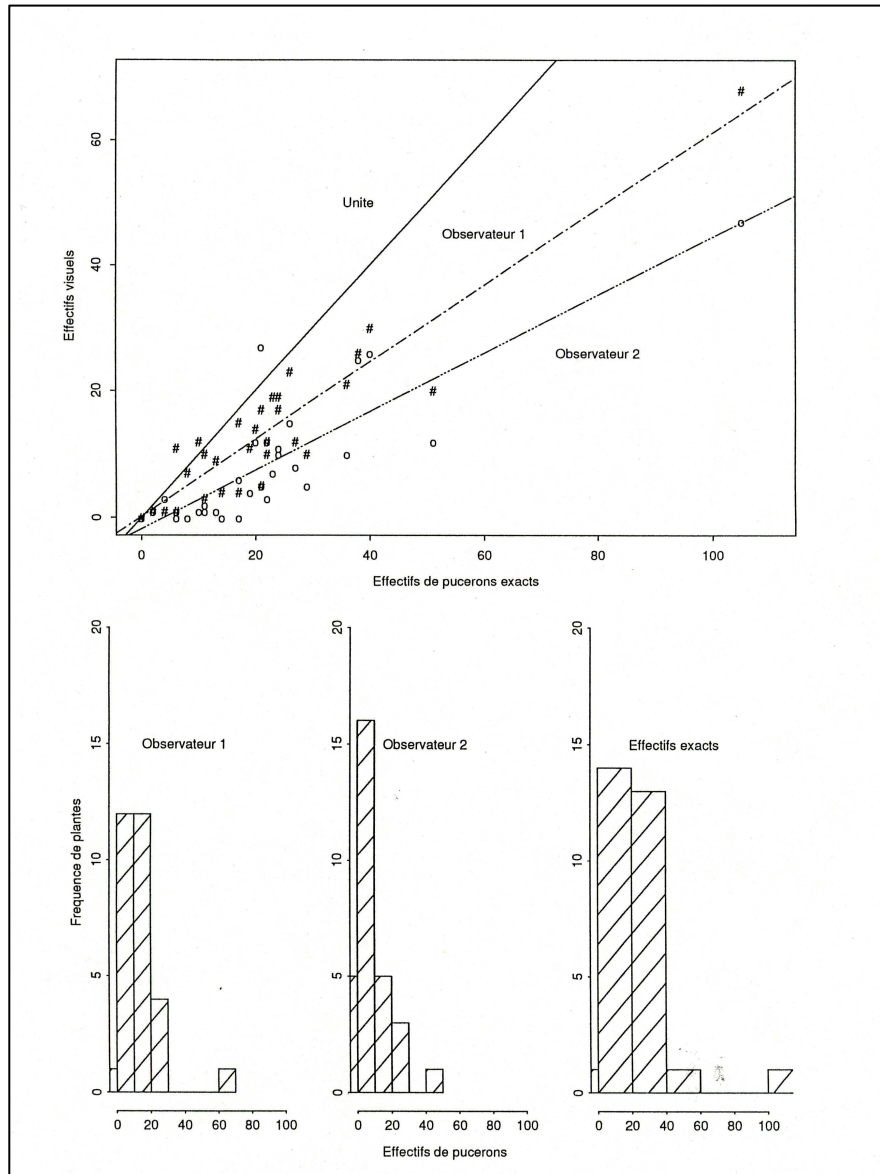 60
40
20
0
Effectifs visuels
Unite
Observateur 1
Observateur 2
0 20 40 60 80 100
Effectifs de pucerons exacts
20
15
10
5
0
Frequence de plantes
Observateur 1
0 20 40 60 80 100
20
15
10
5
0
Observateur 2
0 20 40 60 80 100
Effectifs de pucerons
20
15
10
5
0
Effectifs exacts
0 20 40 60 80 100